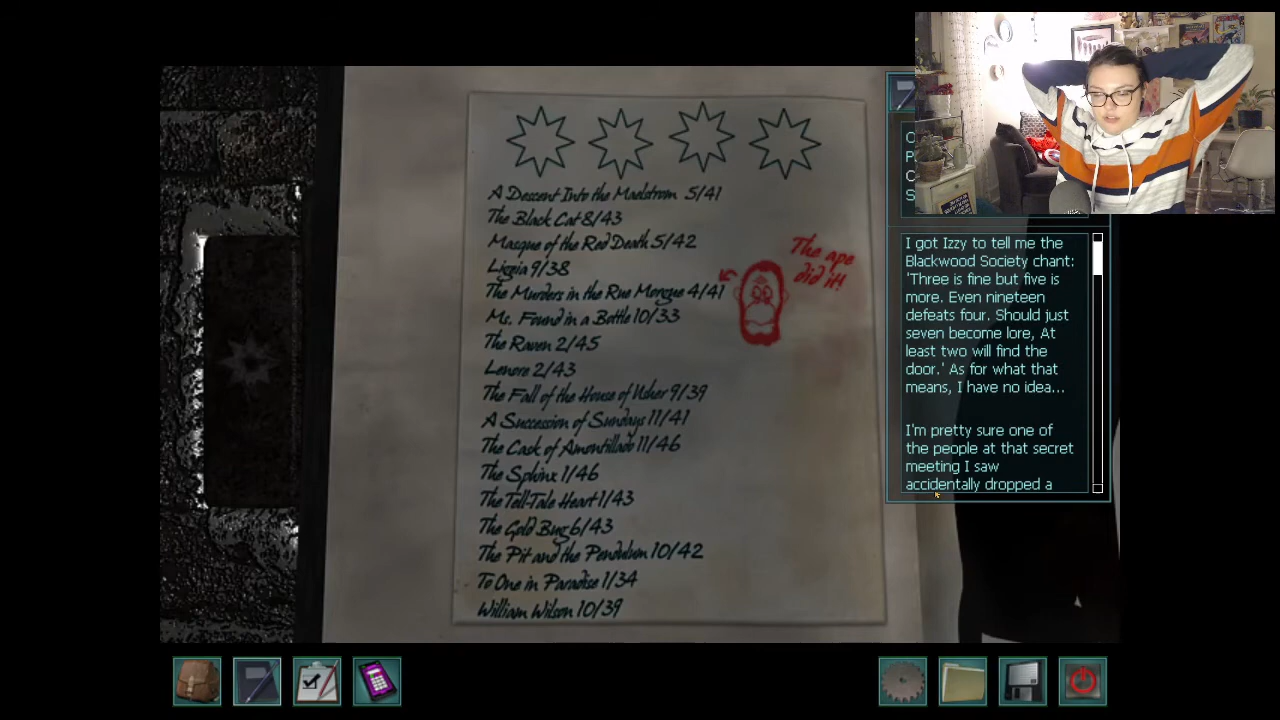 A Descent Into the Maelstrom 5/41
The Black Cat 8/43
Masque of the Red Death 5/42
Ligeia 9/38
The Murders in the Rue Morgue 4/41
Ms. Found in a Bottle 10/33
The Raven 2/45
Lenore 2/43
The Fall of the House of Usher 9/39
A Succession of Sundays 11/41
The Cask of Amontillado 11/46
The Sphinx 1/46
The Tell-Tale Heart 1/43
The Gold Bug 6/43
The Pit and the Pendulum 10/42
To One in Paradise 1/34
William Wilson 10/39
The ape
did it!
I got Izzy to tell me the
Blackwood Society chant:
'Three is fine but five is
more. Even nineteen
defeats four. Should just
seven become lore, At
least two will find the
door.' As for what that
means, I have no idea...
I'm pretty sure one of
the people at that secret
meeting I saw
accidentally dropped a